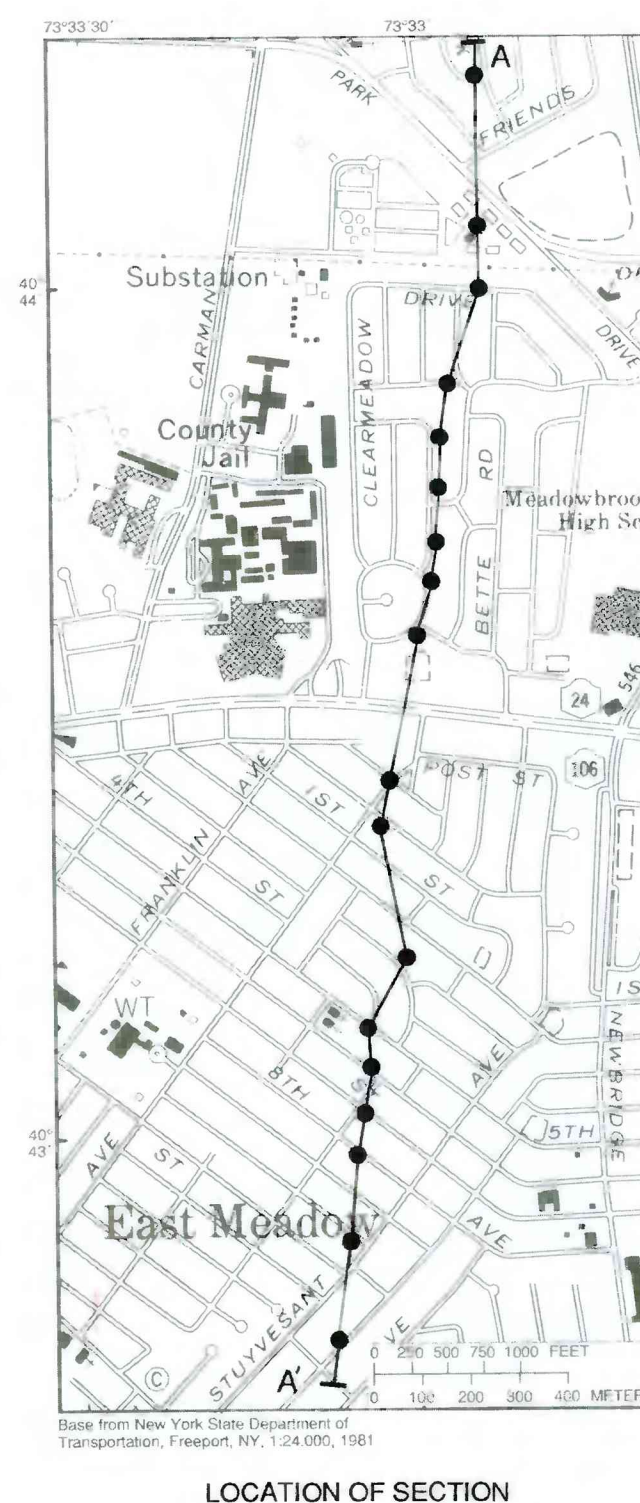 73°33'30"
73°33
A
PARK
FRIENDS
Substation
40°
44
DRIVE
CARMAN
CLEARMEADOW
DRIVE
County
Jail
RD
Meadowbroo
High Sc
BETTE
546
24
106
POST ST
4TH
AVE
1ST
FRANKLIN
ST
ST
WT
NEWBRIDGE
8TH
AVE
40°
43'
5TH
AVE
ST
East Meadow
AVE
STUYVESANT
VE
0 250 500 750 1000 FEET
A'
C
0 100 200 300 400 METER
Base from New York State Department of
Transportation, Freeport, NY, 1:24,000, 1981
LOCATION OF SECTION